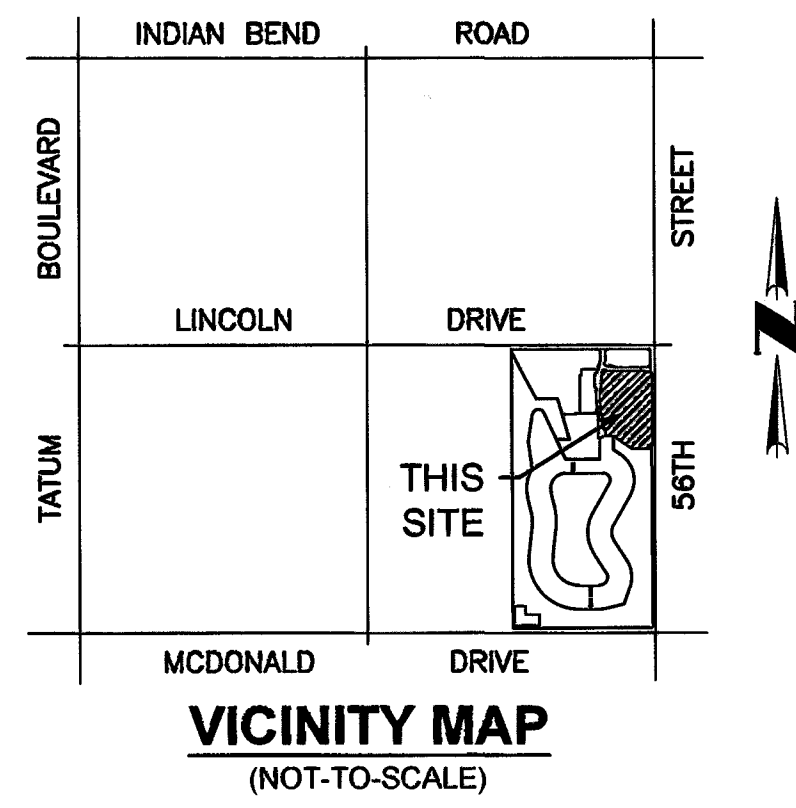 INDIAN BEND ROAD
BOULEVARD
STREET
LINCOLN DRIVE
TATUM
THIS
SITE
56TH
N
MCDONALD DRIVE
VICINITY MAP
(NOT-TO-SCALE)